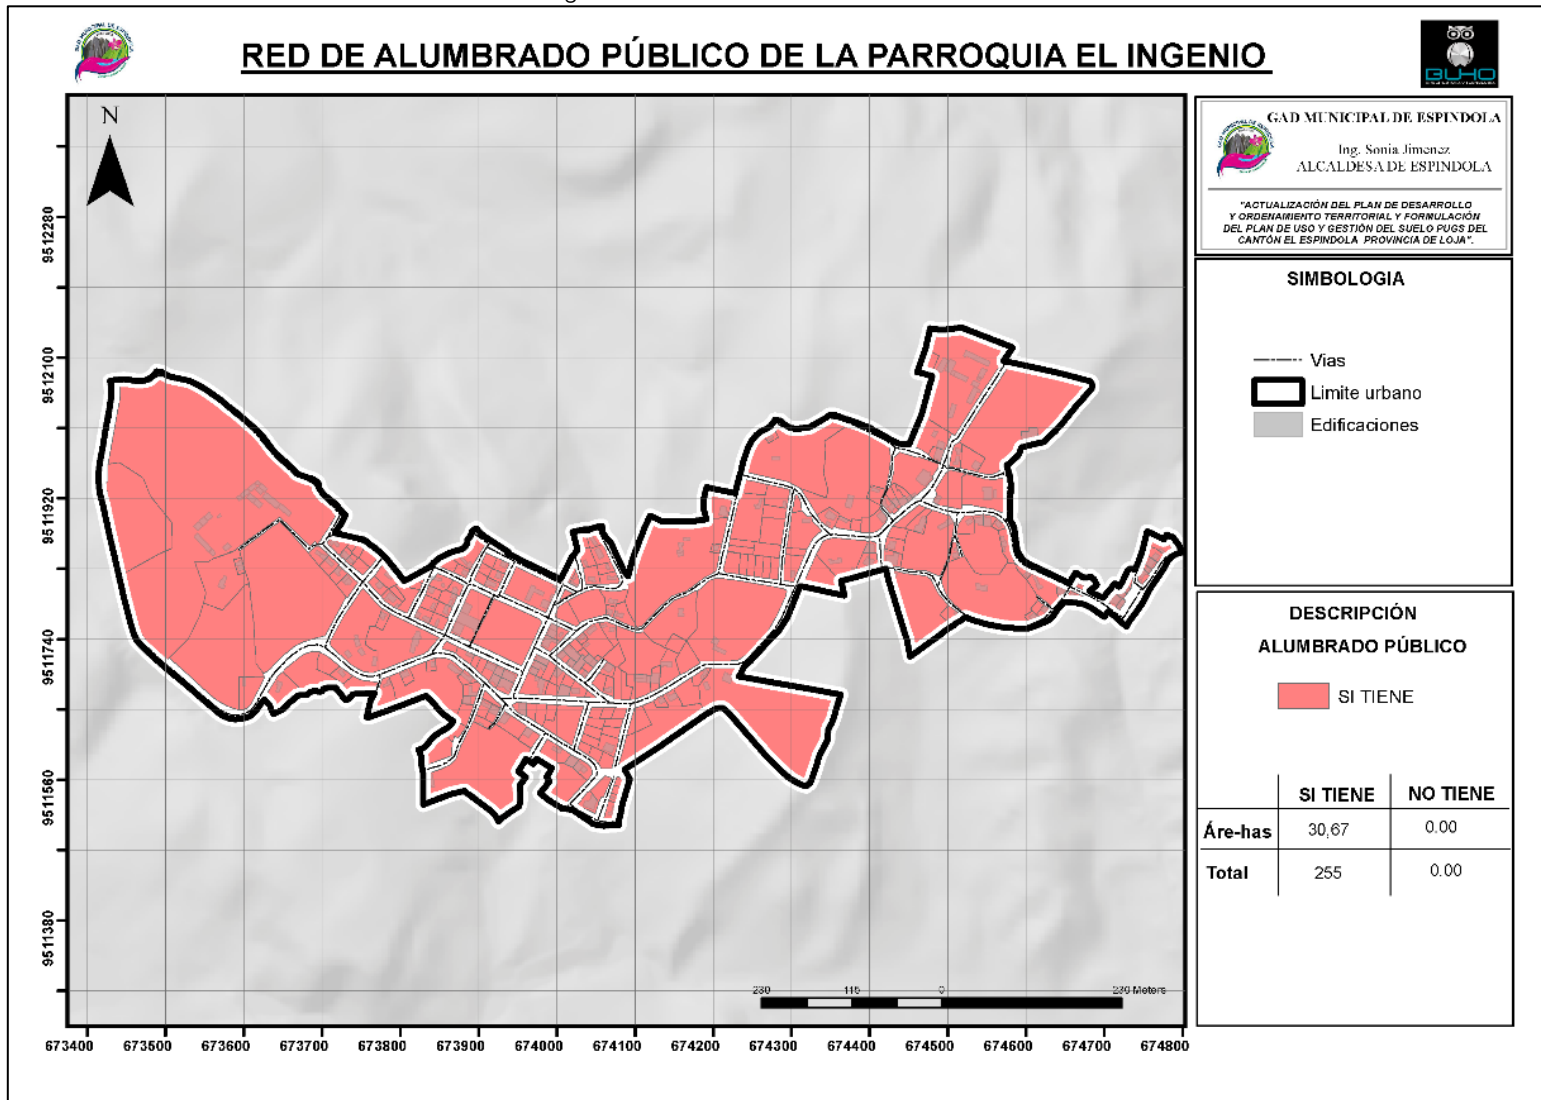 RED DE ALUMBRADO PÚBLICO DE LA PARROQUIA EL INGENIO
BUHO
N
GAD MUNICIPAL DE ESPINDOLA
Ing. Sonia Jimenez
ALCALDESA DE ESPINDOLA
"ACTUALIZACIÓN DEL PLAN DE DESARROLLO
Y ORDENAMIENTO TERRITORIAL Y FORMULACIÓN
DEL PLAN DE USO Y GESTIÓN DEL SUELO PUGS DEL
CANTÓN EL ESPINDOLA PROVINCIA DE LOJA".
SIMBOLOGIA
Vias
Limite urbano
Edificaciones
DESCRIPCIÓN
ALUMBRADO PÚBLICO
SI TIENE
SI TIENE NO TIENE
Áre-has 30,67 0.00
Total 255 0.00
9512280
9512100
9511920
9511740
9511560
9511380
230 115 0 230 Meters
673400 673500 673600 673700 673800 673900 674000 674100 674200 674300 674400 674500 674600 674700 674800